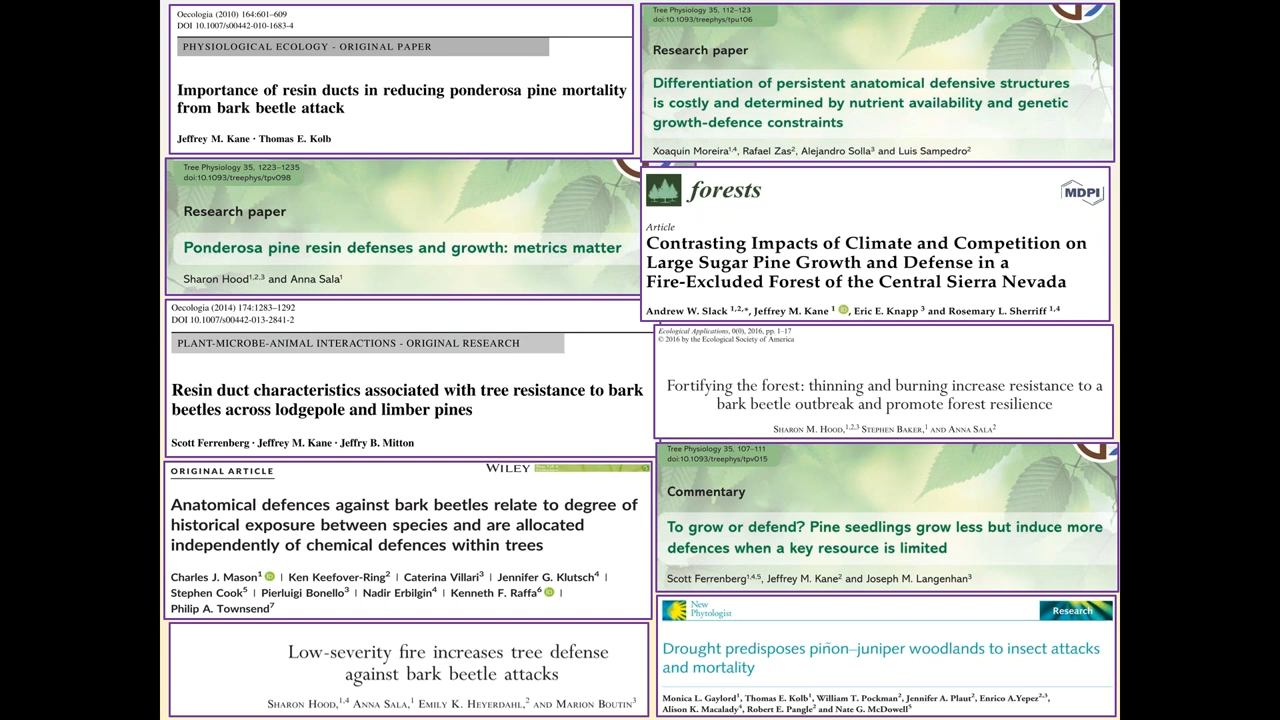 Oecologia (2010) 164:601–609
DOI 10.1007/s00442-010-1683-4
PHYSIOLOGICAL ECOLOGY - ORIGINAL PAPER
Importance of resin ducts in reducing ponderosa pine mortality
from bark beetle attack
Jeffrey M. Kane · Thomas E. Kolb
Tree Physiology 35, 1223–1235
doi:10.1093/treephys/tpv098
Research paper
Ponderosa pine resin defenses and growth: metrics matter
Sharon Hood1,2,3 and Anna Sala1
Oecologia (2014) 174:1283–1292
DOI 10.1007/s00442-013-2841-2
PLANT-MICROBE-ANIMAL INTERACTIONS - ORIGINAL RESEARCH
Resin duct characteristics associated with tree resistance to bark
beetles across lodgepole and limber pines
Scott Ferrenberg · Jeffrey M. Kane · Jeffry B. Mitton
ORIGINAL ARTICLE
WILEY
Anatomical defences against bark beetles relate to degree of
historical exposure between species and are allocated
independently of chemical defences within trees
Charles J. Mason1 | Ken Keefover-Ring2 | Caterina Villari3 | Jennifer G. Klutsch4 |
Stephen Cook5 | Pierluigi Bonello3 | Nadir Erbilgin4 | Kenneth F. Raffa6 |
Philip A. Townsend7
Low-severity fire increases tree defense
against bark beetle attacks
Sharon Hood,1,4 Anna Sala,1 Emily K. Heyerdahl,2 and Marion Boutin3
Tree Physiology 35, 112–123
doi:10.1093/treephys/tpu106
Research paper
Differentiation of persistent anatomical defensive structures
is costly and determined by nutrient availability and genetic
growth-defence constraints
Xoaquín Moreira1,4, Rafael Zas2, Alejandro Solla3 and Luis Sampedro2
forests
MDPI
Article
Contrasting Impacts of Climate and Competition on
Large Sugar Pine Growth and Defense in a
Fire-Excluded Forest of the Central Sierra Nevada
Andrew W. Slack 1,2,*, Jeffrey M. Kane 1, Eric E. Knapp 3 and Rosemary L. Sherriff 1,4
Ecological Applications, 0(0), 2016, pp. 1–17
© 2016 by the Ecological Society of America
Fortifying the forest: thinning and burning increase resistance to a
bark beetle outbreak and promote forest resilience
Sharon M. Hood,1,2,3 Stephen Baker,1 and Anna Sala2
Tree Physiology 35, 107–111
doi:10.1093/treephys/tpv015
Commentary
To grow or defend? Pine seedlings grow less but induce more
defences when a key resource is limited
Scott Ferrenberg1,4,5, Jeffrey M. Kane2 and Joseph M. Langenhan3
New
Phytologist
Research
Drought predisposes piñon–juniper woodlands to insect attacks
and mortality
Monica L. Gaylord1, Thomas E. Kolb1, William T. Pockman2, Jennifer A. Plaut2, Enrico A.Yepez2,3,
Alison K. Macalady4, Robert E. Pangle2 and Nate G. McDowell5